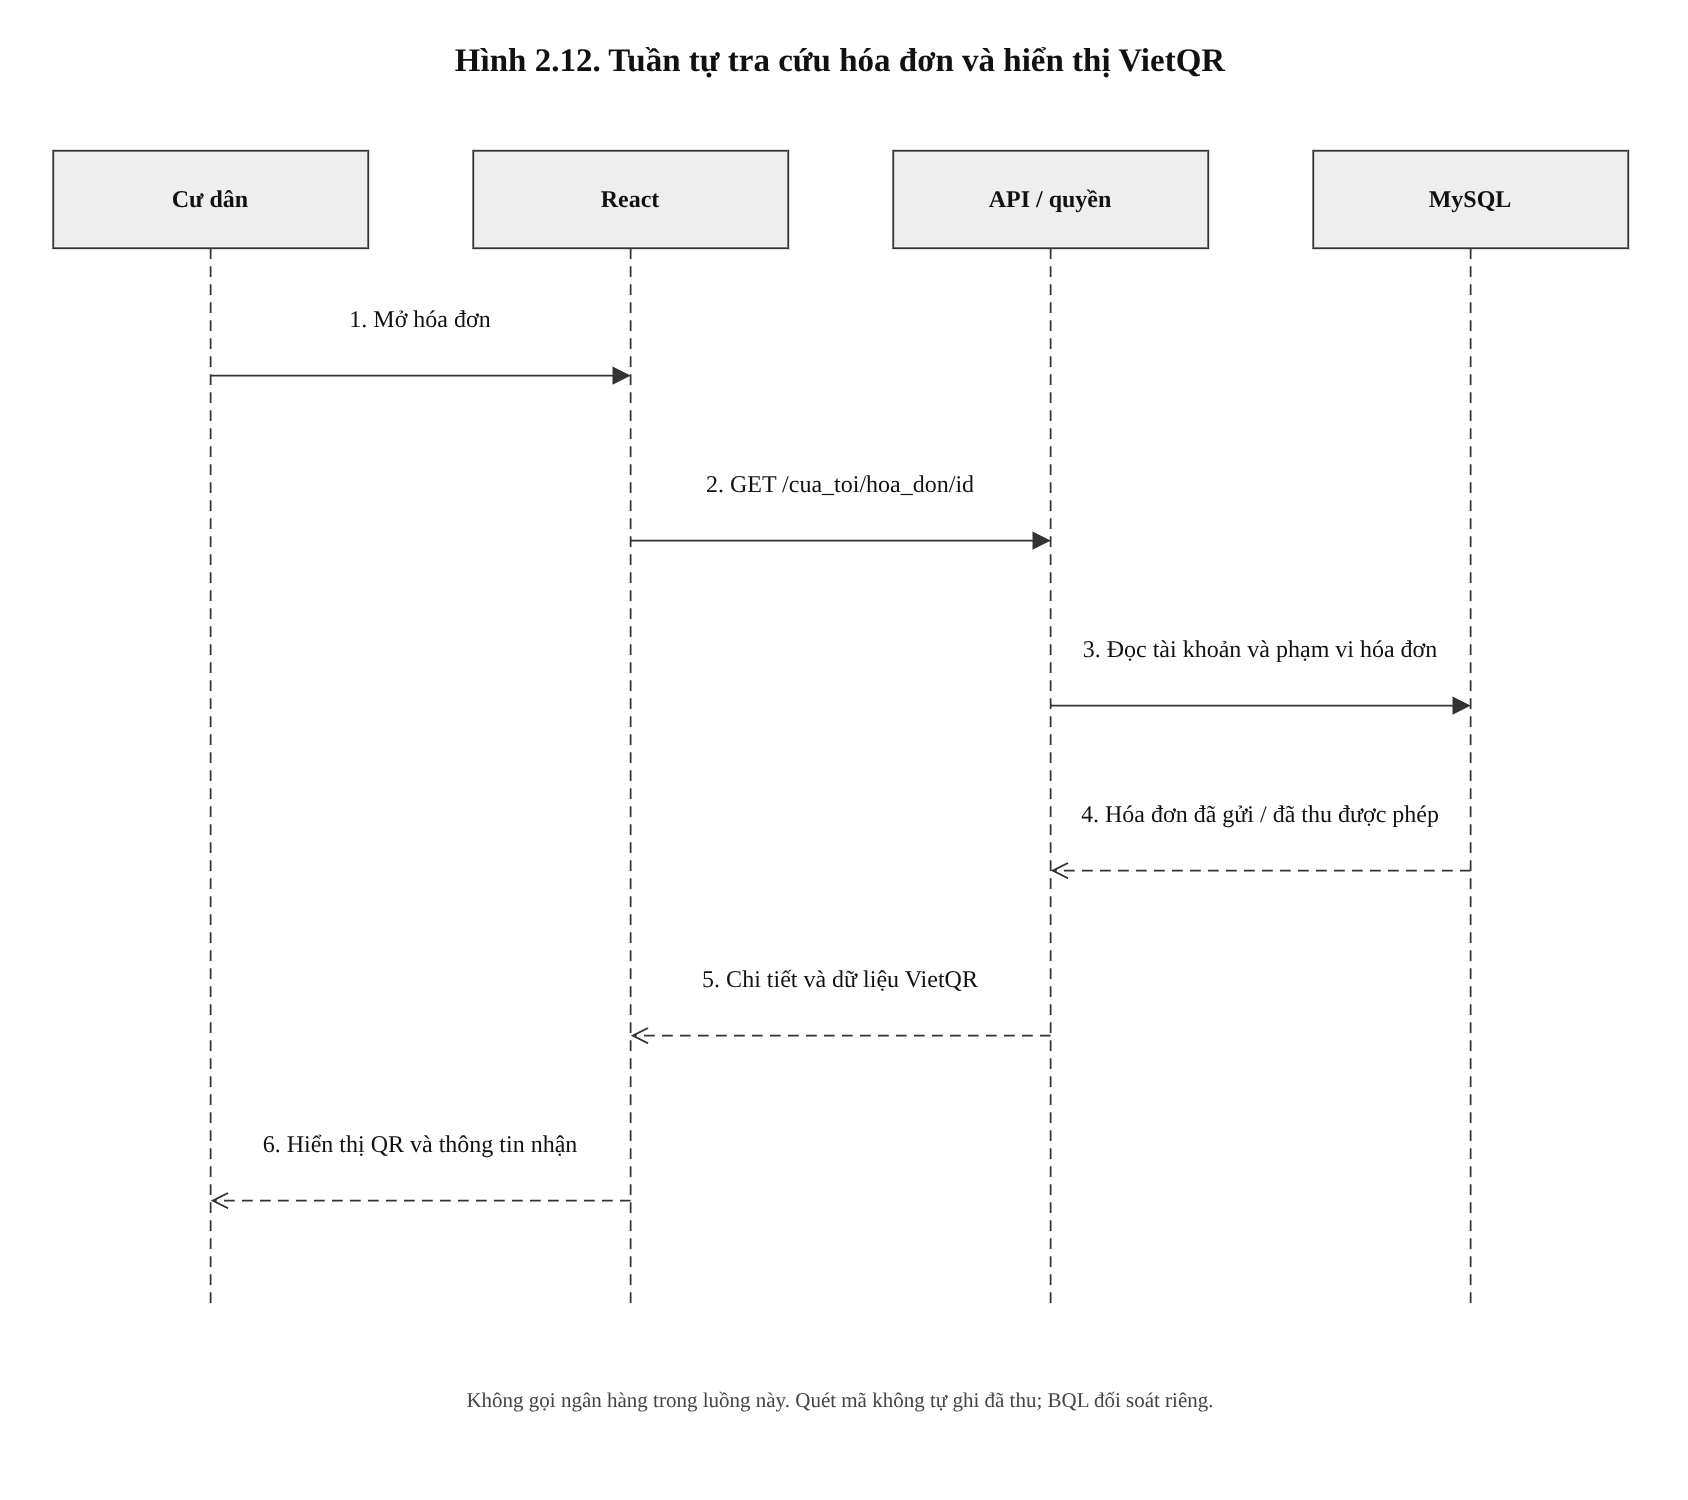 Hình 2.12. Tuần tự tra cứu hóa đơn và hiển thị VietQR
Cư dân
React
API / quyền
MySQL
1. Mở hóa đơn
2. GET /cua_toi/hoa_don/id
3. Đọc tài khoản và phạm vi hóa đơn
4. Hóa đơn đã gửi / đã thu được phép
5. Chi tiết và dữ liệu VietQR
6. Hiển thị QR và thông tin nhận
Không gọi ngân hàng trong luồng này. Quét mã không tự ghi đã thu; BQL đối soát riêng.